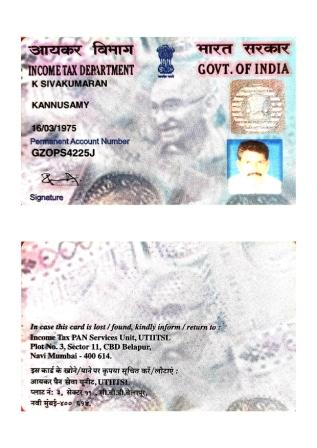 आयकर विभाग
भारत सरकार
INCOME TAX DEPARTMENT
GOVT. OF INDIA
K SIVAKUMARAN
KANNUSAMY
16/03/1975
Permanent Account Number
GZOPS4225J
Signature
In case this card is lost / found, kindly inform / return to :
Income Tax PAN Services Unit, UTIITSL
Plot No. 3, Sector 11, CBD Belapur,
Navi Mumbai - 400 614.
इस कार्ड के खोने/पाने पर कृपया सूचित करें/लौटाएं :
आयकर पैन सेवा यूनीट, UTIITSL
प्लाट नं: ३, सेक्टर ११ , सी.बी.डी.बेलापूर,
नवी मुंबई-४०० ६१४.